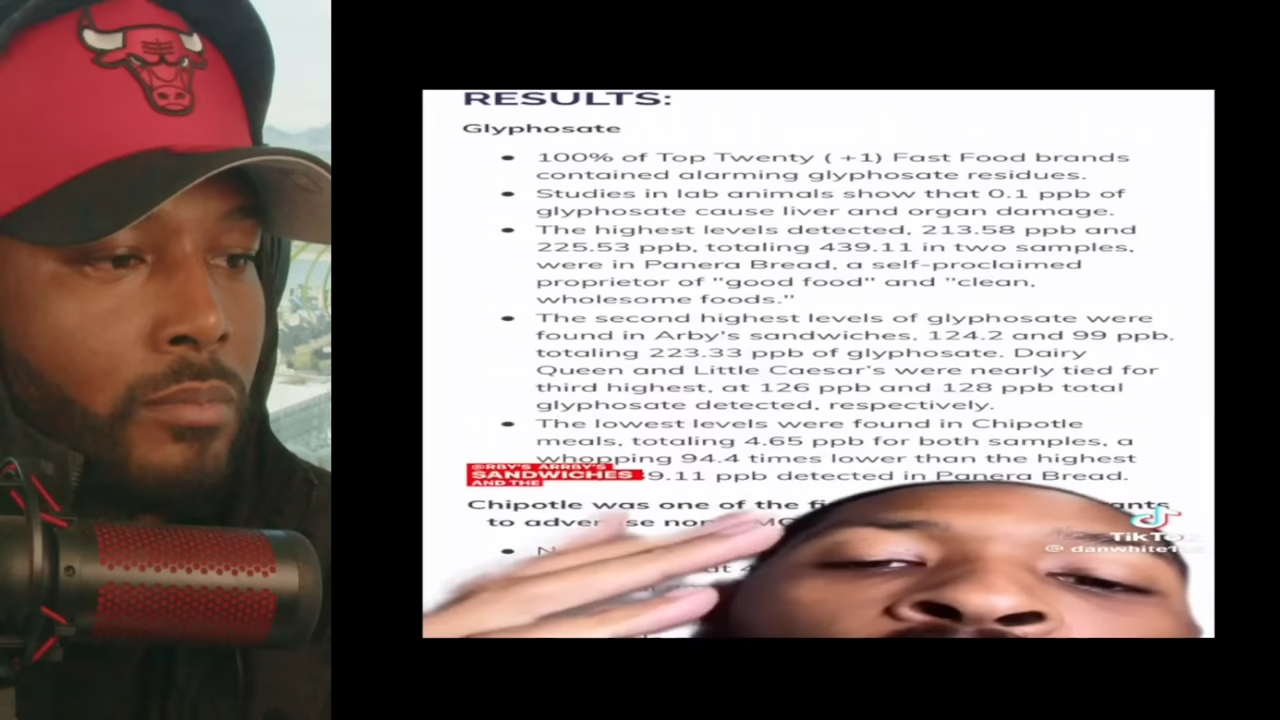 RESULTS:
Glyphosate
• 100% of Top Twenty ( +1) Fast Food brands
contained alarming glyphosate residues.
• Studies in lab animals show that 0.1 ppb of
glyphosate cause liver and organ damage.
• The highest levels detected, 213.58 ppb and
225.53 ppb, totaling 439.11 in two samples,
were in Panera Bread, a self-proclaimed
proprietor of "good food" and "clean,
wholesome foods."
• The second highest levels of glyphosate were
found in Arby's sandwiches, 124.2 and 99 ppb,
totaling 223.33 ppb of glyphosate. Dairy
Queen and Little Caesar's were nearly tied for
third highest, at 126 ppb and 128 ppb total
glyphosate detected, respectively.
• The lowest levels were found in Chipotle
meals, totaling 4.65 ppb for both samples, a
whopping 94.4 times lower than the highest
9.11 ppb detected in Panera Bread.
@RBY'S ARRBY'S
SANDWICHES
AND THE
Chipotle was one of the
to
TikTok